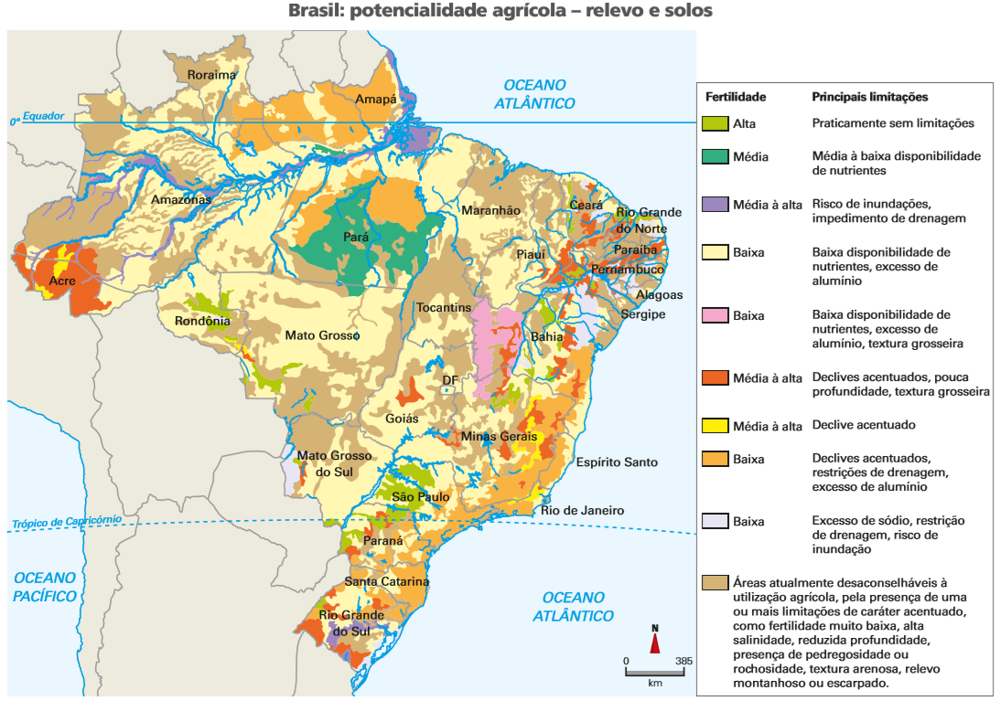 Brasil: potencialidade agrícola – relevo e solos
Roraima
Amapá
OCEANO
ATLÂNTICO
0° Equador
Amazonas
Pará
Maranhão
Ceará
Rio Grande
do Norte
Paraíba
Piauí
Pernambuco
Acre
Alagoas
Sergipe
Tocantins
Rondônia
Mato Grosso
Bahia
DF
Goiás
Minas Gerais
Mato Grosso
do Sul
Espírito Santo
São Paulo
Rio de Janeiro
Trópico de Capricórnio
Paraná
OCEANO
PACÍFICO
Santa Catarina
OCEANO
ATLÂNTICO
Rio Grande
do Sul
N
0 385
km
Fertilidade Principais limitações
Alta Praticamente sem limitações
Média Média à baixa disponibilidade
de nutrientes
Média à alta Risco de inundações,
impedimento de drenagem
Baixa Baixa disponibilidade de
nutrientes, excesso de
alumínio
Baixa Baixa disponibilidade de
nutrientes, excesso de
alumínio, textura grosseira
Média à alta Declives acentuados, pouca
profundidade, textura grosseira
Média à alta Declive acentuado
Baixa Declives acentuados,
restrições de drenagem,
excesso de alumínio
Baixa Excesso de sódio, restrição
de drenagem, risco de
inundação
Áreas atualmente desaconselháveis à
utilização agrícola, pela presença de uma
ou mais limitações de caráter acentuado,
como fertilidade muito baixa, alta
salinidade, reduzida profundidade,
presença de pedregosidade ou
rochosidade, textura arenosa, relevo
montanhoso ou escarpado.